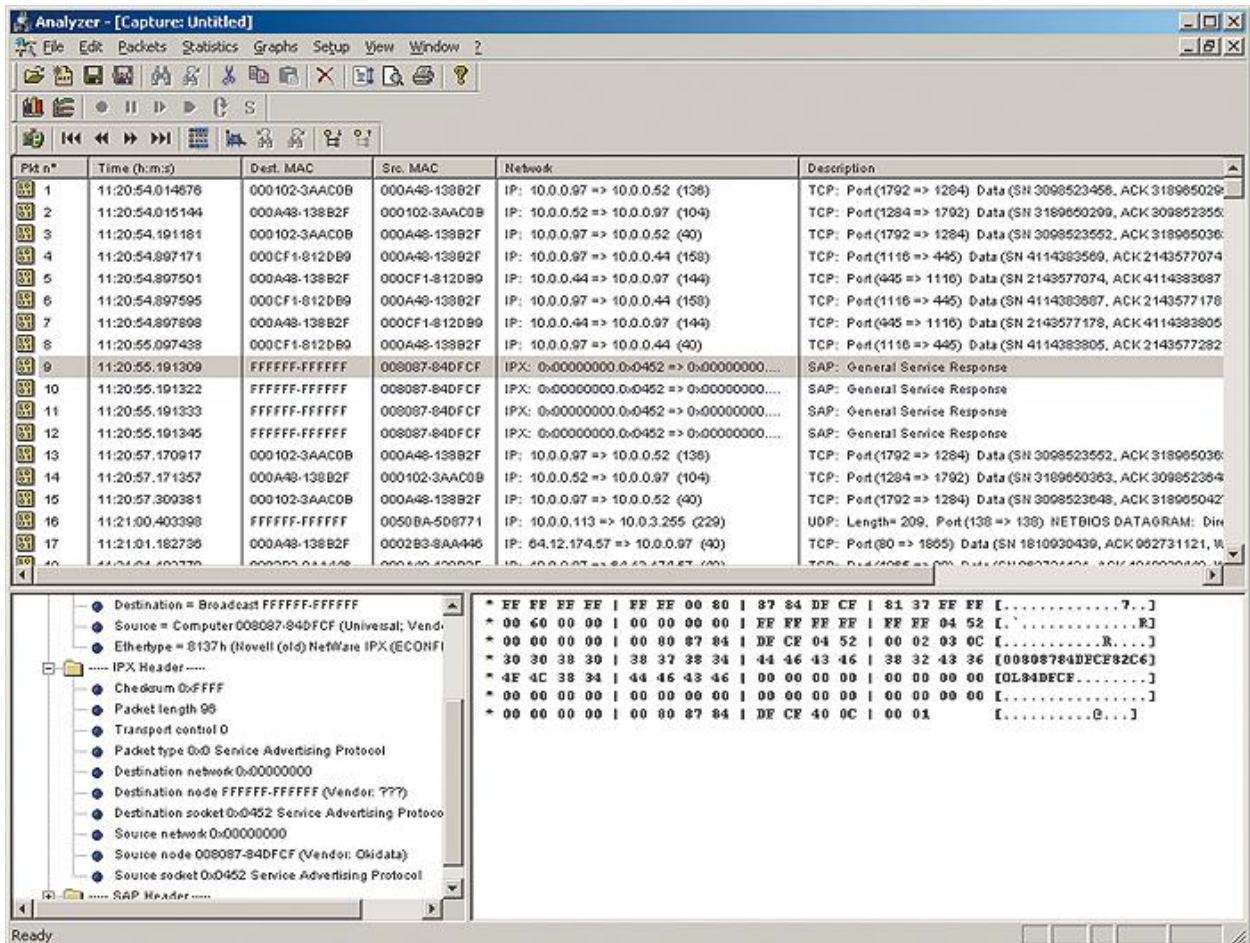 Analyzer - [Capture: Untitled]
File Edit Packets Statistics Graphs Setup View Window ?
S
Pkt n° Time (h:m:s) Dest. MAC Src. MAC Network Description
1 11:20:54.014676 000102-3AAC0B 000A48-138B2F IP: 10.0.0.97 => 10.0.0.52 (136) TCP: Port (1792 => 1284) Data (SN 3098523456, ACK 318965029
2 11:20:54.015144 000A48-138B2F 000102-3AAC0B IP: 10.0.0.52 => 10.0.0.97 (104) TCP: Port (1284 => 1792) Data (SN 3189650299, ACK 309852355
3 11:20:54.191181 000102-3AAC0B 000A48-138B2F IP: 10.0.0.97 => 10.0.0.52 (40) TCP: Port (1792 => 1284) Data (SN 3098523552, ACK 318965036
4 11:20:54.897171 000CF1-812DB9 000A48-138B2F IP: 10.0.0.97 => 10.0.0.44 (158) TCP: Port (1116 => 445) Data (SN 4114383569, ACK 2143577074
5 11:20:54.897501 000A48-138B2F 000CF1-812DB9 IP: 10.0.0.44 => 10.0.0.97 (144) TCP: Port (445 => 1116) Data (SN 2143577074, ACK 4114383687
6 11:20:54.897595 000CF1-812DB9 000A48-138B2F IP: 10.0.0.97 => 10.0.0.44 (158) TCP: Port (1116 => 445) Data (SN 4114383687, ACK 2143577178
7 11:20:54.897898 000A48-138B2F 000CF1-812DB9 IP: 10.0.0.44 => 10.0.0.97 (144) TCP: Port (445 => 1116) Data (SN 2143577178, ACK 4114383805
8 11:20:55.097438 000CF1-812DB9 000A48-138B2F IP: 10.0.0.97 => 10.0.0.44 (40) TCP: Port (1116 => 445) Data (SN 4114383805, ACK 2143577282
9 11:20:55.191309 FFFFFF-FFFFFF 008087-84DFCF IPX: 0x00000000.0x0452 => 0x00000000.... SAP: General Service Response
10 11:20:55.191322 FFFFFF-FFFFFF 008087-84DFCF IPX: 0x00000000.0x0452 => 0x00000000.... SAP: General Service Response
11 11:20:55.191333 FFFFFF-FFFFFF 008087-84DFCF IPX: 0x00000000.0x0452 => 0x00000000.... SAP: General Service Response
12 11:20:55.191345 FFFFFF-FFFFFF 008087-84DFCF IPX: 0x00000000.0x0452 => 0x00000000.... SAP: General Service Response
13 11:20:57.170917 000102-3AAC0B 000A48-138B2F IP: 10.0.0.97 => 10.0.0.52 (136) TCP: Port (1792 => 1284) Data (SN 3098523552, ACK 318965036
14 11:20:57.171357 000A48-138B2F 000102-3AAC0B IP: 10.0.0.52 => 10.0.0.97 (104) TCP: Port (1284 => 1792) Data (SN 3189650363, ACK 309852364
15 11:20:57.309381 000102-3AAC0B 000A48-138B2F IP: 10.0.0.97 => 10.0.0.52 (40) TCP: Port (1792 => 1284) Data (SN 3098523648, ACK 318965042
16 11:21:00.403398 FFFFFF-FFFFFF 0050BA-5D8771 IP: 10.0.0.113 => 10.0.3.255 (229) UDP: Length= 209, Port (138 => 138) NETBIOS DATAGRAM: Dire
17 11:21:01.182736 000A48-138B2F 0002B3-8AA446 IP: 64.12.174.57 => 10.0.0.97 (40) TCP: Port (80 => 1865) Data (SN 1810930439, ACK 962731121, W
Destination = Broadcast FFFFFF-FFFFFF
Source = Computer 008087-84DFCF (Universal; Vend
Ethertype = 8137h (Novell (old) NetWare IPX (ECONFI
----- IPX Header -----
Checksum 0xFFFF
Packet length 96
Transport control 0
Packet type 0x0 Service Advertising Protocol
Destination network 0x00000000
Destination node FFFFFF-FFFFFF (Vendor: ???)
Destination socket 0x0452 Service Advertising Protoco
Source network 0x00000000
Source node 008087-84DFCF (Vendor: Okidata)
Source socket 0x0452 Service Advertising Protocol
----- SAP Header -----
* FF FF FF FF | FF FF 00 80 | 87 84 DF CF | 81 37 FF FF [.............7..]
* 00 60 00 00 | 00 00 00 00 | FF FF FF FF | FF FF 04 52 [.`.............R]
* 00 00 00 00 | 00 80 87 84 | DF CF 04 52 | 00 02 03 0C [...........R....]
* 30 30 38 30 | 38 37 38 34 | 44 46 43 46 | 38 32 43 36 [00808784DFCF82C6]
* 4F 4C 38 34 | 44 46 43 46 | 00 00 00 00 | 00 00 00 00 [OL84DFCF........]
* 00 00 00 00 | 00 00 00 00 | 00 00 00 00 | 00 00 00 00 [................]
* 00 00 00 00 | 00 80 87 84 | DF CF 40 0C | 00 01 [..........@...]
Ready